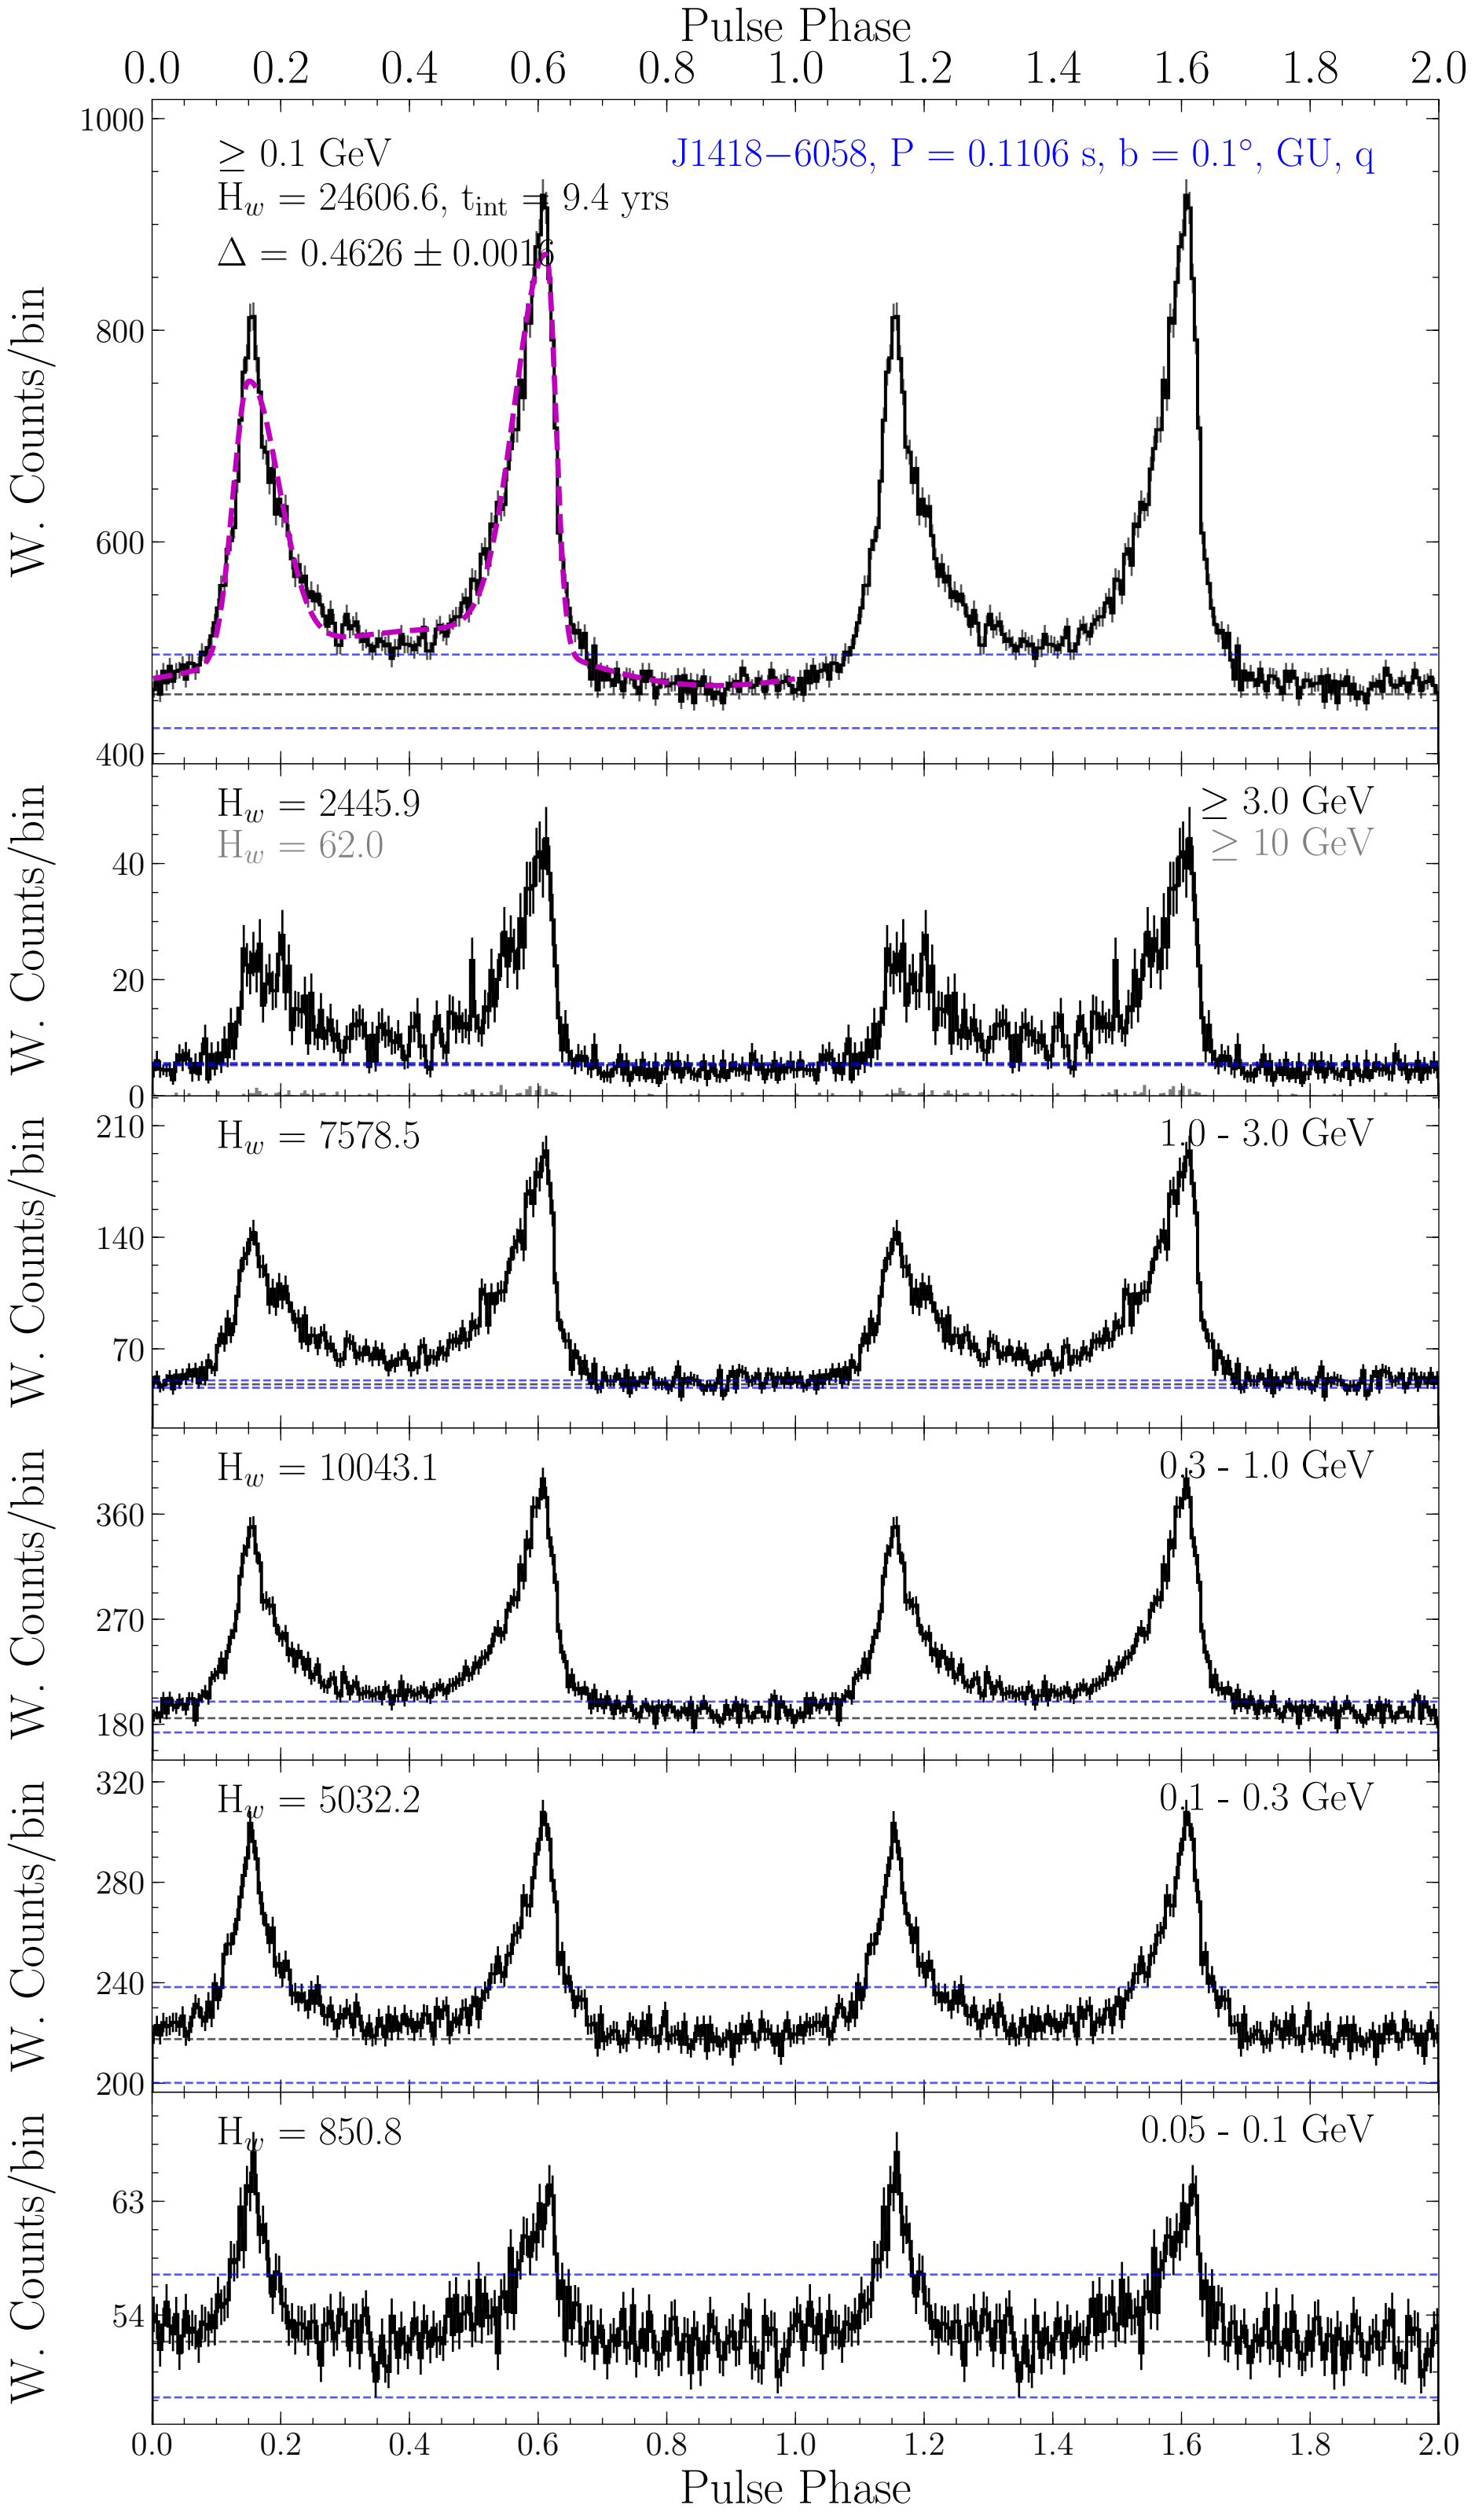 Pulse Phase
0.0 0.2 0.4 0.6 0.8 1.0 1.2 1.4 1.6 1.8 2.0
W. Counts/bin
1000
800
600
400
≥ 0.1 GeV
J1418−6058, P = 0.1106 s, b = 0.1°, GU, q
H_w = 24606.6, t_int = 9.4 yrs
Δ = 0.4626 ± 0.0016
W. Counts/bin
40
20
0
H_w = 2445.9
≥ 3.0 GeV
H_w = 62.0
≥ 10 GeV
W. Counts/bin
210
140
70
H_w = 7578.5
1.0 - 3.0 GeV
W. Counts/bin
360
270
180
H_w = 10043.1
0.3 - 1.0 GeV
W. Counts/bin
320
280
240
200
H_w = 5032.2
0.1 - 0.3 GeV
W. Counts/bin
63
54
H_w = 850.8
0.05 - 0.1 GeV
0.0 0.2 0.4 0.6 0.8 1.0 1.2 1.4 1.6 1.8 2.0
Pulse Phase